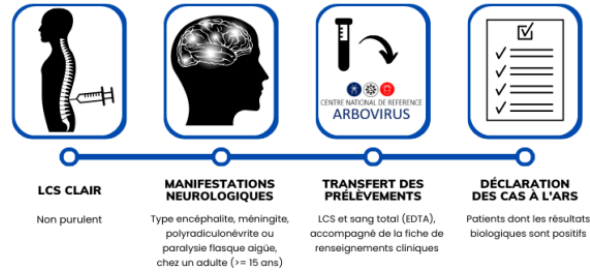 CENTRE NATIONAL DE REFERENCE
ARBOVIRUS
LCS CLAIR
Non purulent
MANIFESTATIONS
NEUROLOGIQUES
Type encéphalite, méningite,
polyradiculonévrite ou
paralysie flasque aigüe,
chez un adulte (>= 15 ans)
TRANSFERT DES
PRÉLÈVEMENTS
LCS et sang total (EDTA),
accompagné de la fiche de
renseignements cliniques
DÉCLARATION
DES CAS À L'ARS
Patients dont les résultats
biologiques sont positifs